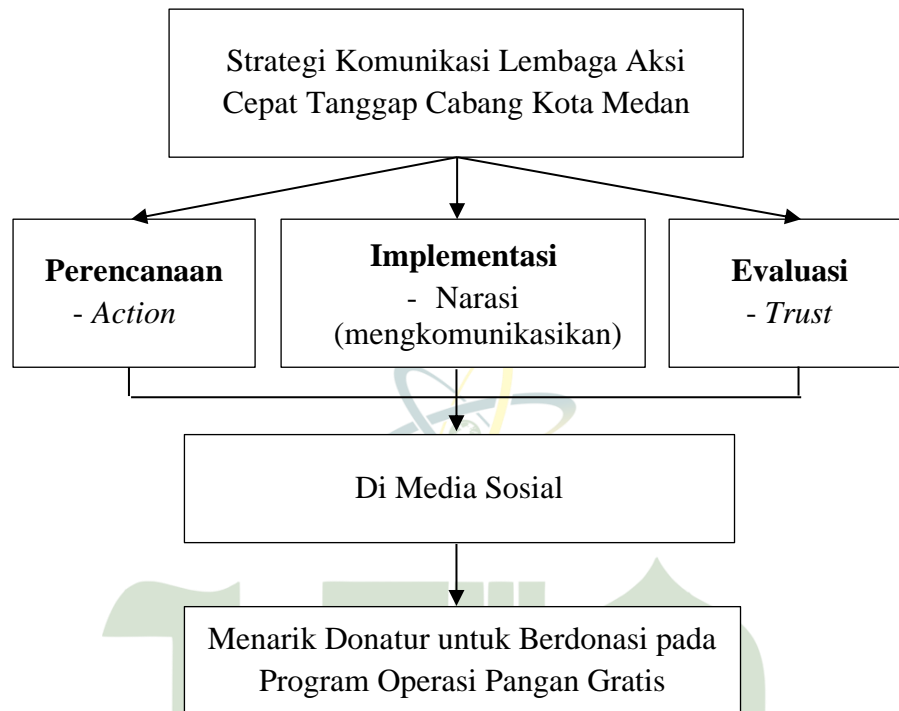 Strategi Komunikasi Lembaga Aksi
Cepat Tanggap Cabang Kota Medan
Perencanaan
- Action
Implementasi
- Narasi
(mengkomunikasikan)
Evaluasi
- Trust
Di Media Sosial
Menarik Donatur untuk Berdonasi pada
Program Operasi Pangan Gratis